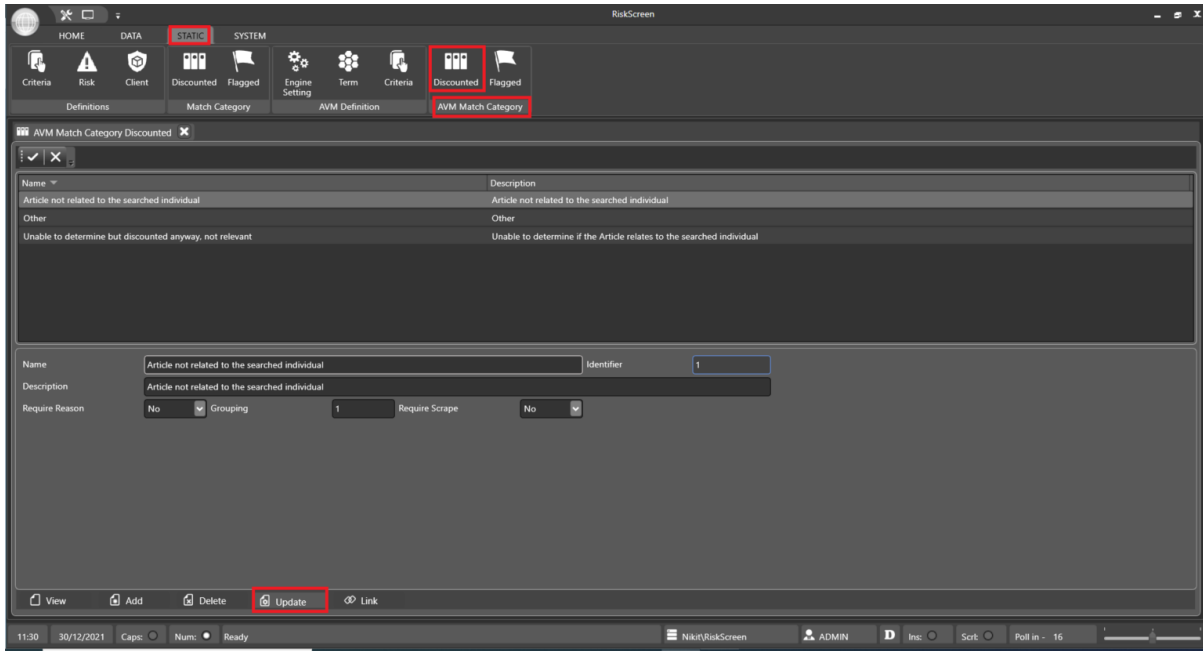 RiskScreen
HOME DATA STATIC SYSTEM
Criteria Risk Client Discounted Flagged Engine Setting Term Criteria Discounted Flagged
Definitions Match Category AVM Definition AVM Match Category
AVM Match Category Discounted
Name Description
Article not related to the searched individual Article not related to the searched individual
Other Other
Unable to determine but discounted anyway, not relevant Unable to determine if the Article relates to the searched individual
Name Article not related to the searched individual Identifier 1
Description Article not related to the searched individual
Require Reason No Grouping 1 Require Scrape No
View Add Delete Update Link
11:30 30/12/2021 Caps: Num: Ready Nikit\RiskScreen ADMIN D Ins: Scrl: Poll in - 16